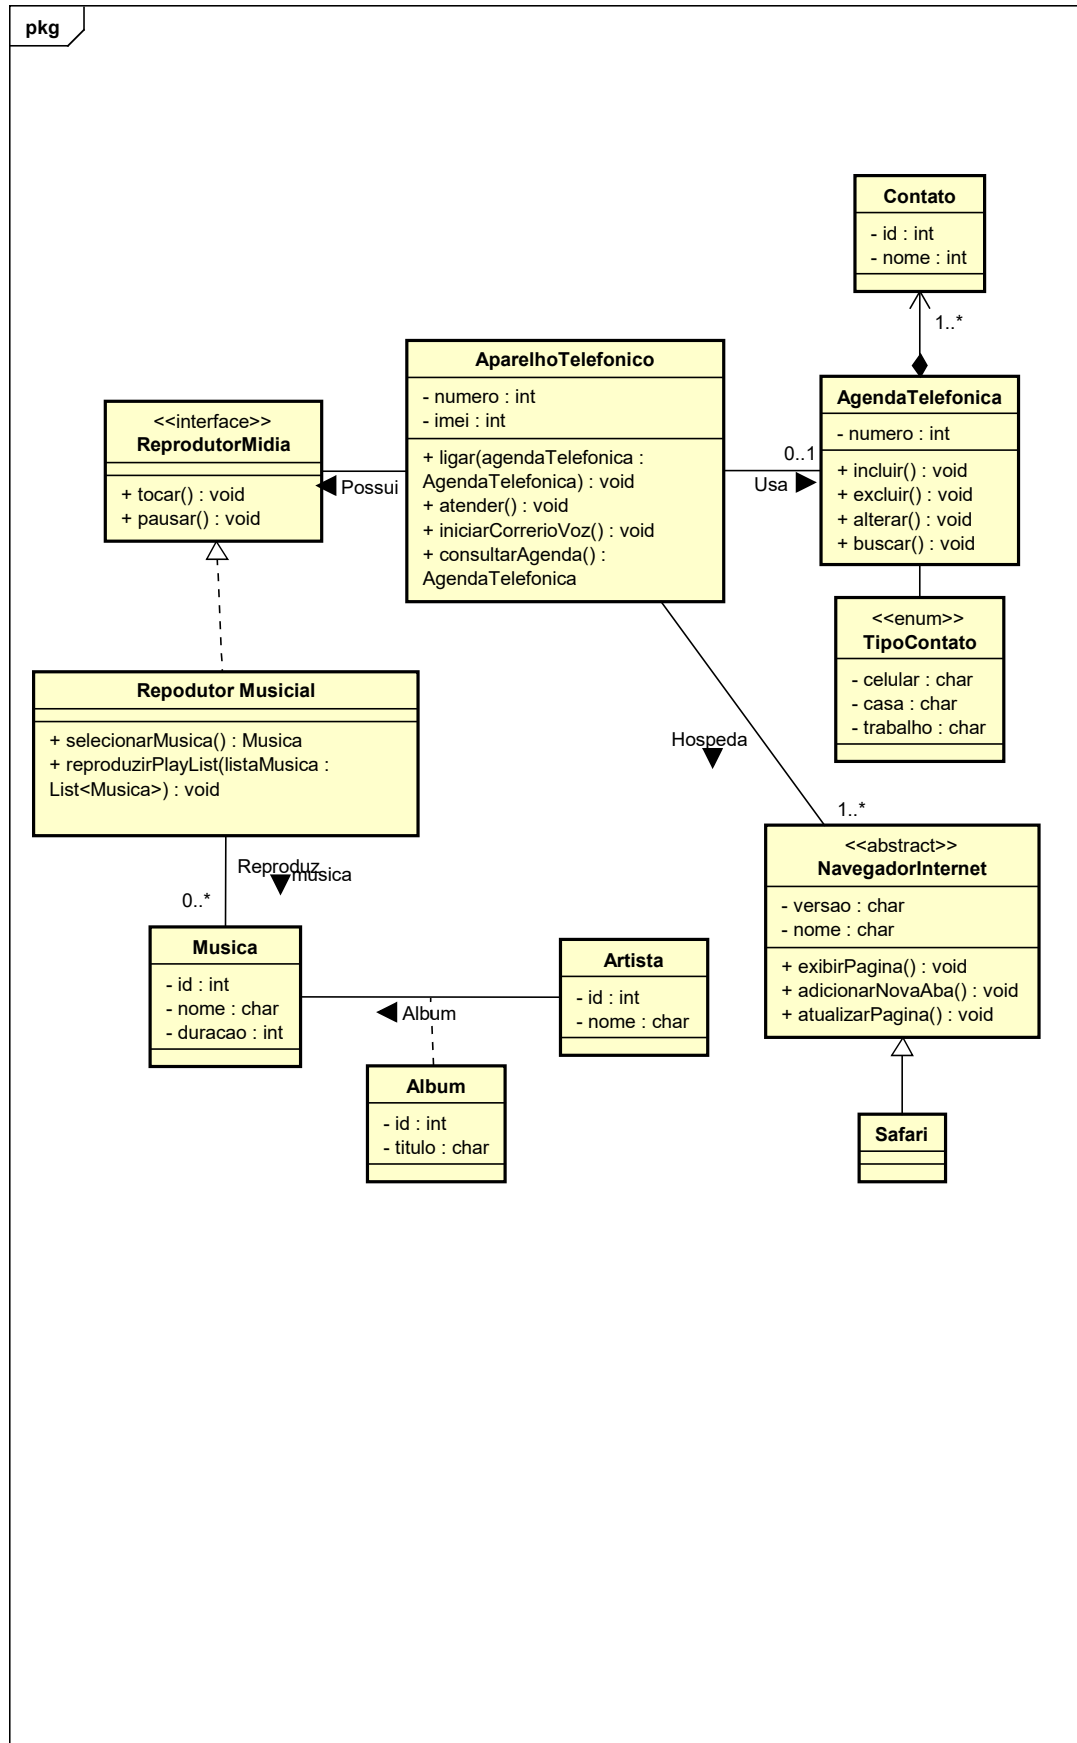 pkg
Contato
- id : int
- nome : int
1..*
AparelhoTelefonico
- numero : int
- imei : int
+ ligar(agendaTelefonica :
AgendaTelefonica) : void
+ atender() : void
+ iniciarCorrerioVoz() : void
+ consultarAgenda() :
AgendaTelefonica
AgendaTelefonica
- numero : int
+ incluir() : void
+ excluir() : void
+ alterar() : void
+ buscar() : void
<<interface>>
ReprodutorMidia
+ tocar() : void
+ pausar() : void
Possui
0..1
Usa
<<enum>>
TipoContato
- celular : char
- casa : char
- trabalho : char
Repodutor Musicial
+ selecionarMusica() : Musica
+ reproduzirPlayList(listaMusica :
List<Musica>) : void
Hospeda
1..*
<<abstract>>
NavegadorInternet
- versao : char
- nome : char
+ exibirPagina() : void
+ adicionarNovaAba() : void
+ atualizarPagina() : void
Reproduz
musica
0..*
Musica
- id : int
- nome : char
- duracao : int
Artista
- id : int
- nome : char
Album
Album
- id : int
- titulo : char
Safari